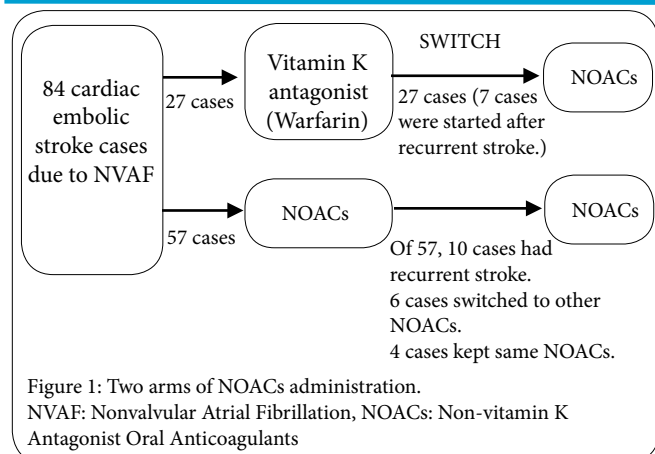 84 cardiac
embolic
stroke cases
due to NVAF
27 cases
Vitamin K
antagonist
(Warfarin)
SWITCH
27 cases (7 cases
were started after
recurrent stroke.)
NOACs
57 cases
NOACs
Of 57, 10 cases had
recurrent stroke.
6 cases switched to other
NOACs.
4 cases kept same NOACs.
NOACs
Figure 1: Two arms of NOACs administration.
NVAF: Nonvalvular Atrial Fibrillation, NOACs: Non-vitamin K
Antagonist Oral Anticoagulants